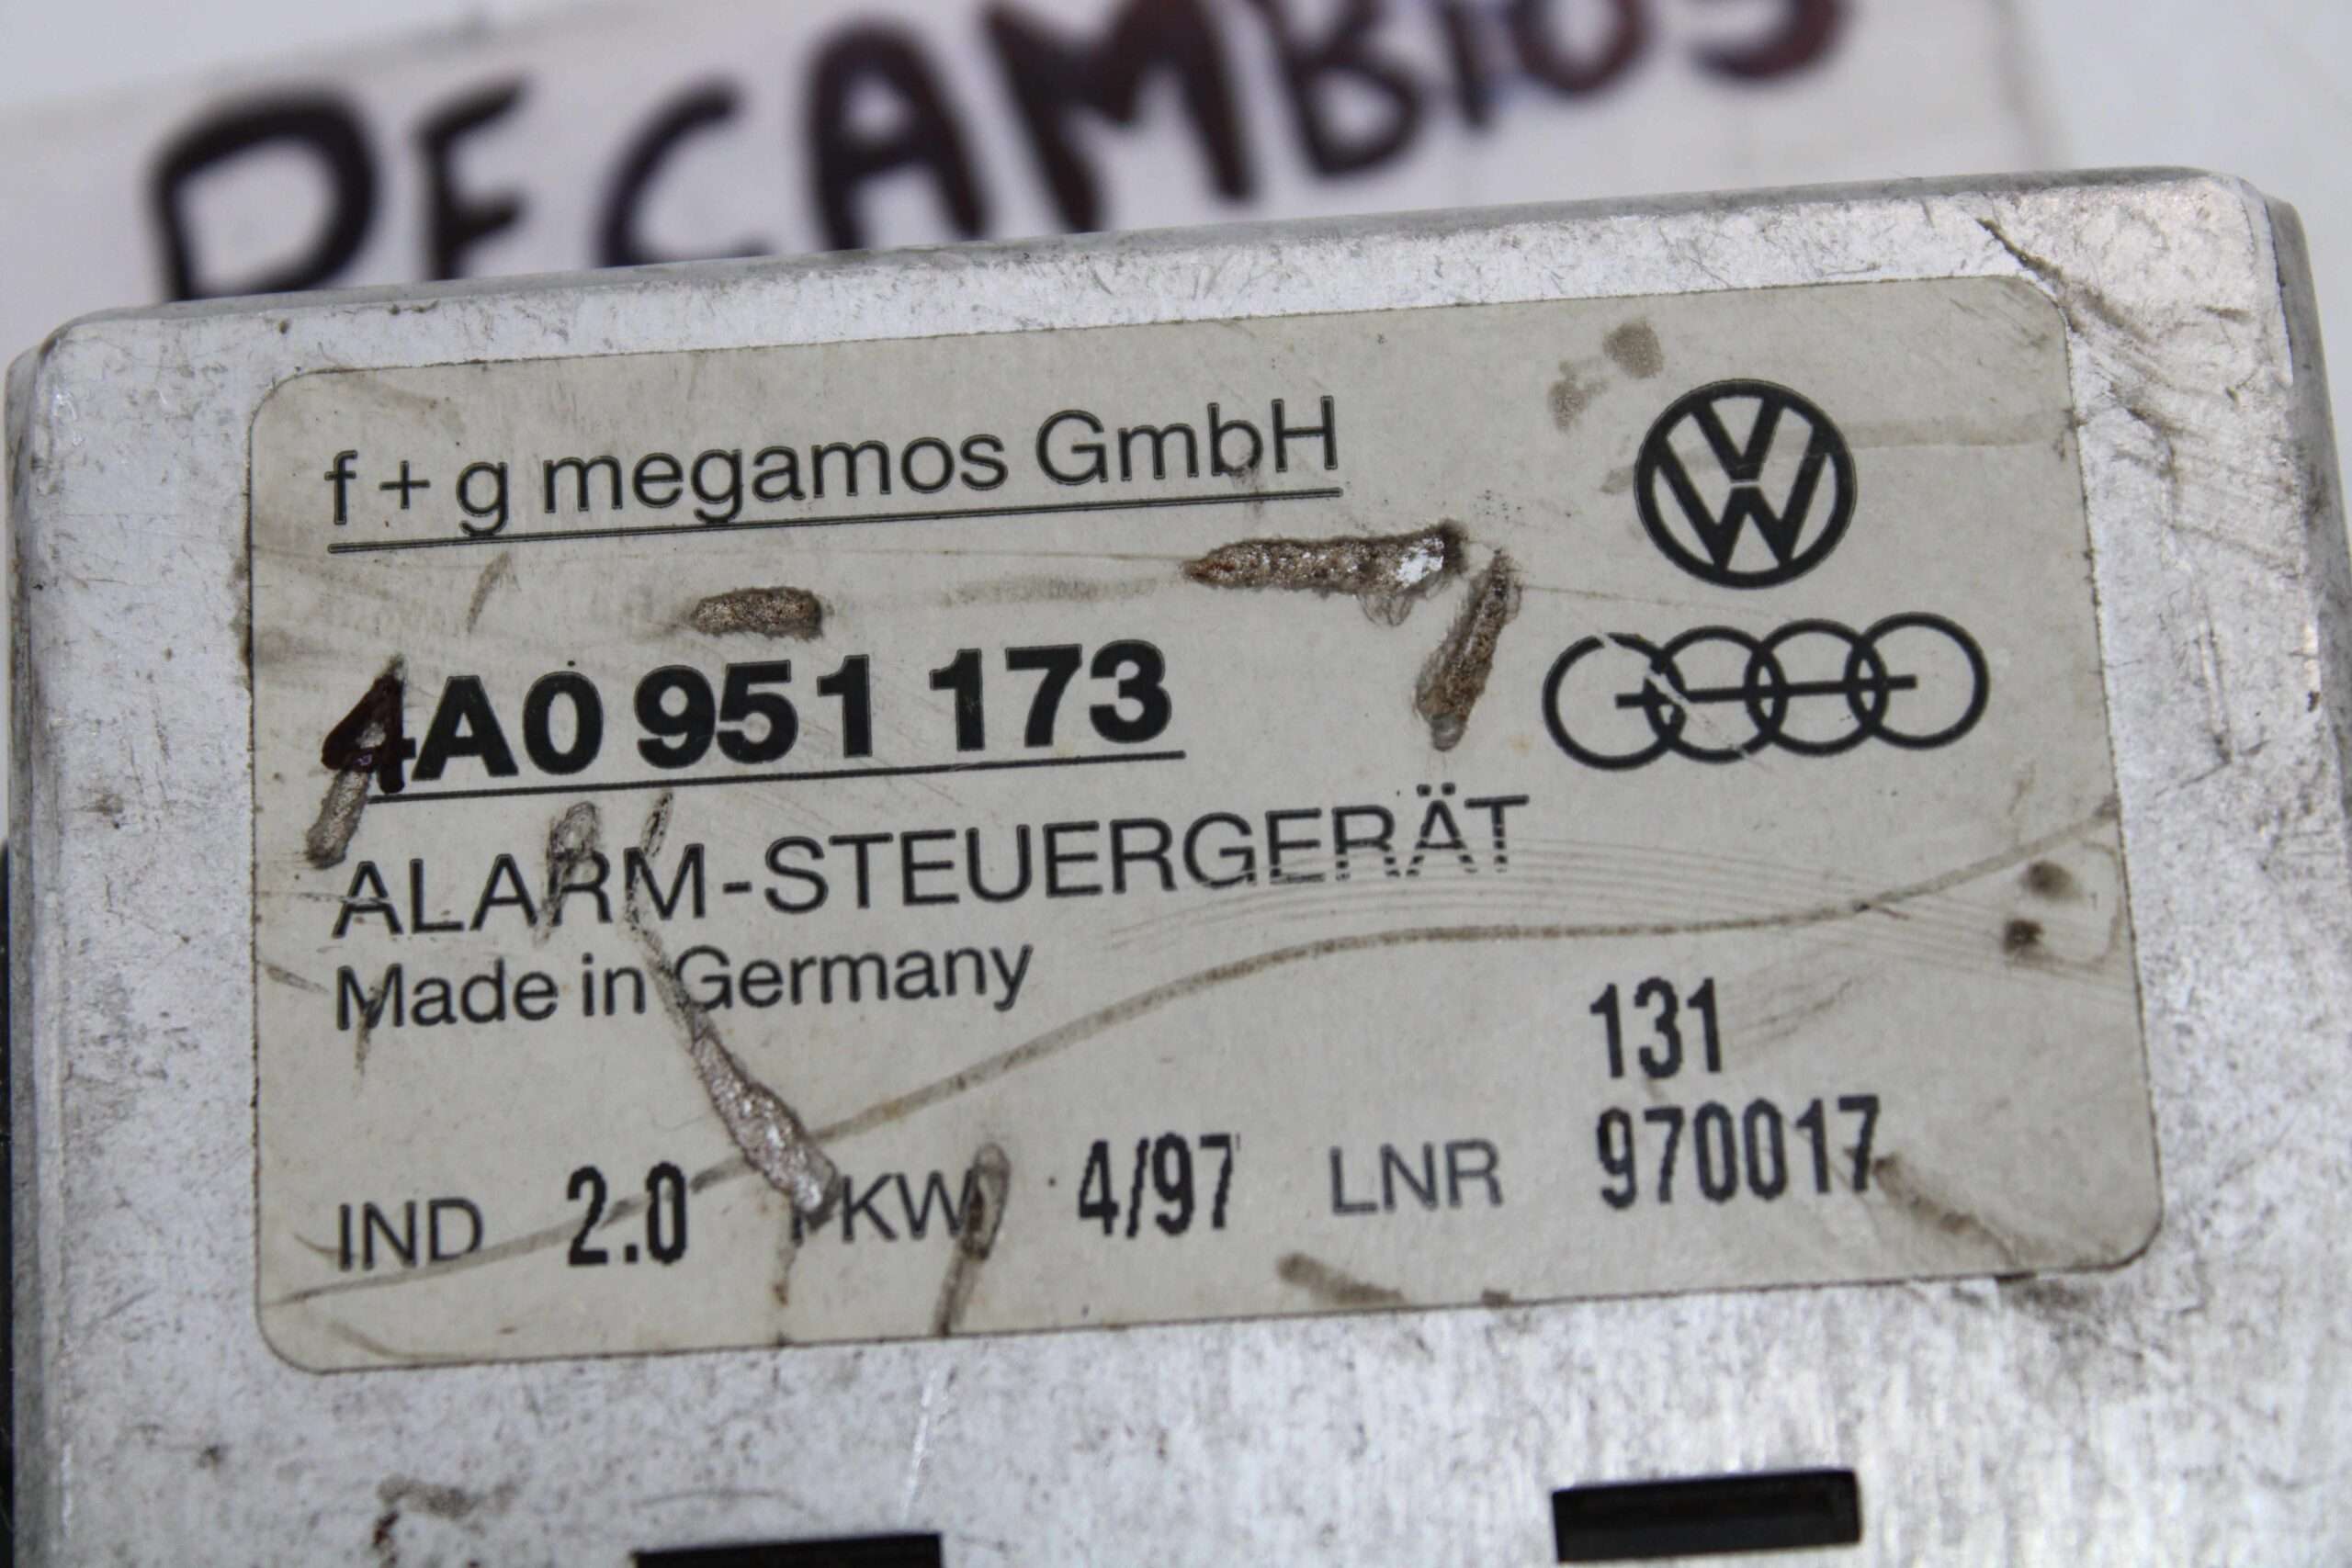 RECAMBIOS
f + g megamos GmbH
4A0 951 173
ALARM-STEUERGERÄT
Made in Germany
131
IND 2.0 PKW 4/97 LNR 970017